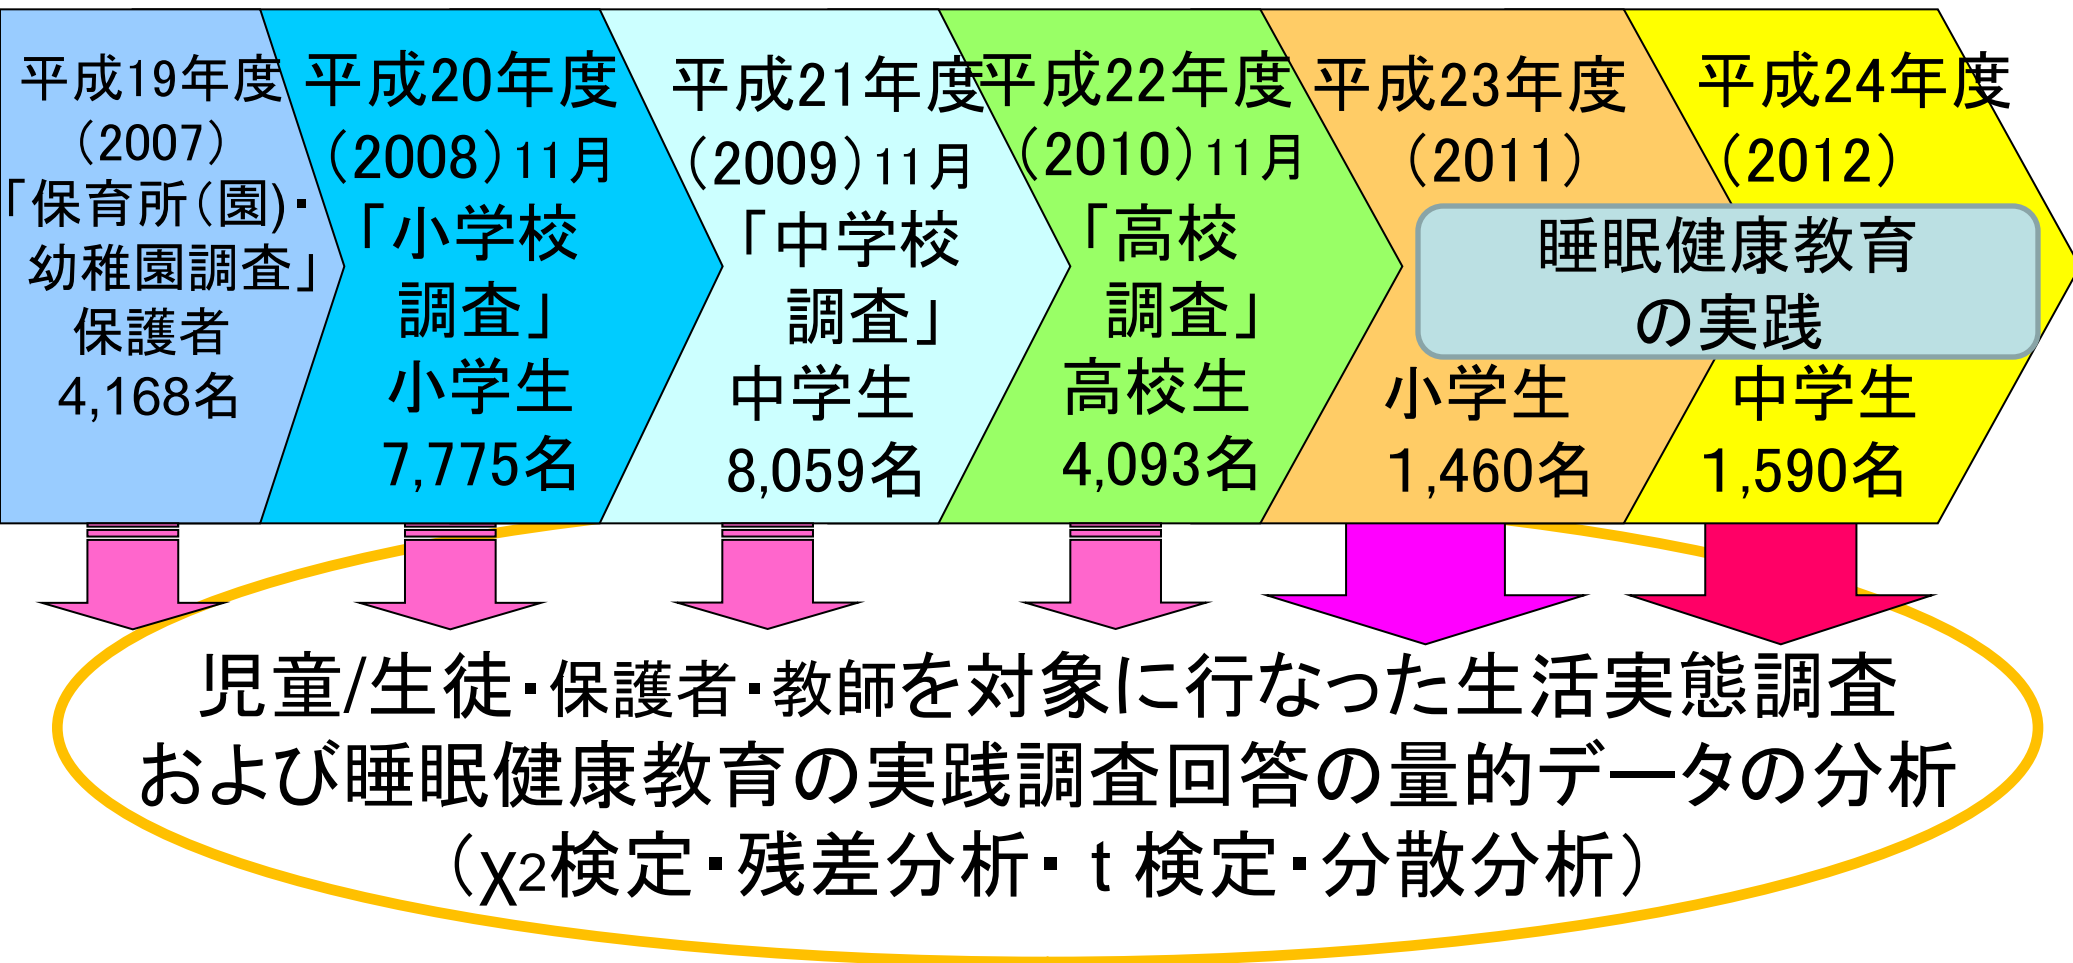 平成19年度
（2007）
「保育所（園)・
幼稚園調査」
保護者
4,168名
平成20年度
（2008）11月
「小学校
調査」
小学生
7,775名
平成21年度
（2009）11月
「中学校
調査」
中学生
8,059名
平成22年度
（2010）11月
「高校
調査」
高校生
4,093名
平成23年度
（2011）
平成24年度
（2012）
睡眠健康教育
の実践
小学生
1,460名
中学生
1,590名
児童/生徒・保護者・教師を対象に行なった生活実態調査
および睡眠健康教育の実践調査回答の量的データの分析
（χ2検定・残差分析・ｔ検定・分散分析）